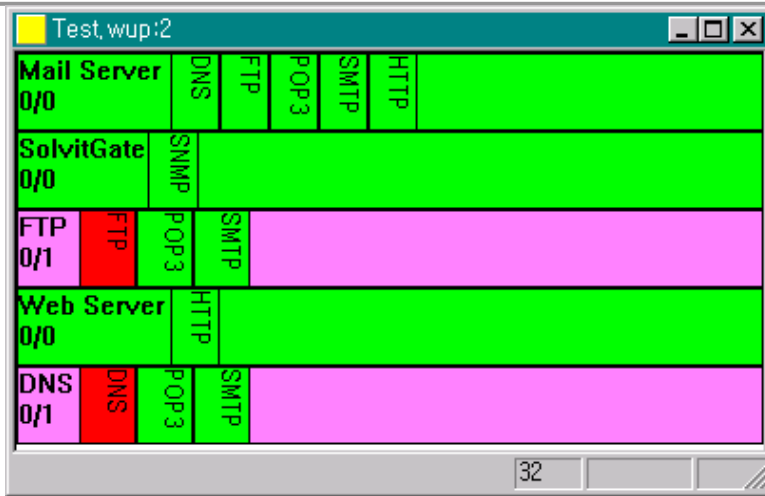 Test,wup:2
Mail Server DNS FTP POP3 SMTP HTTP
0/0
SolvitGate SNMP
0/0
FTP FTP POP3 SMTP
0/1
Web Server HTTP
0/0
DNS DNS POP3 SMTP
0/1
32